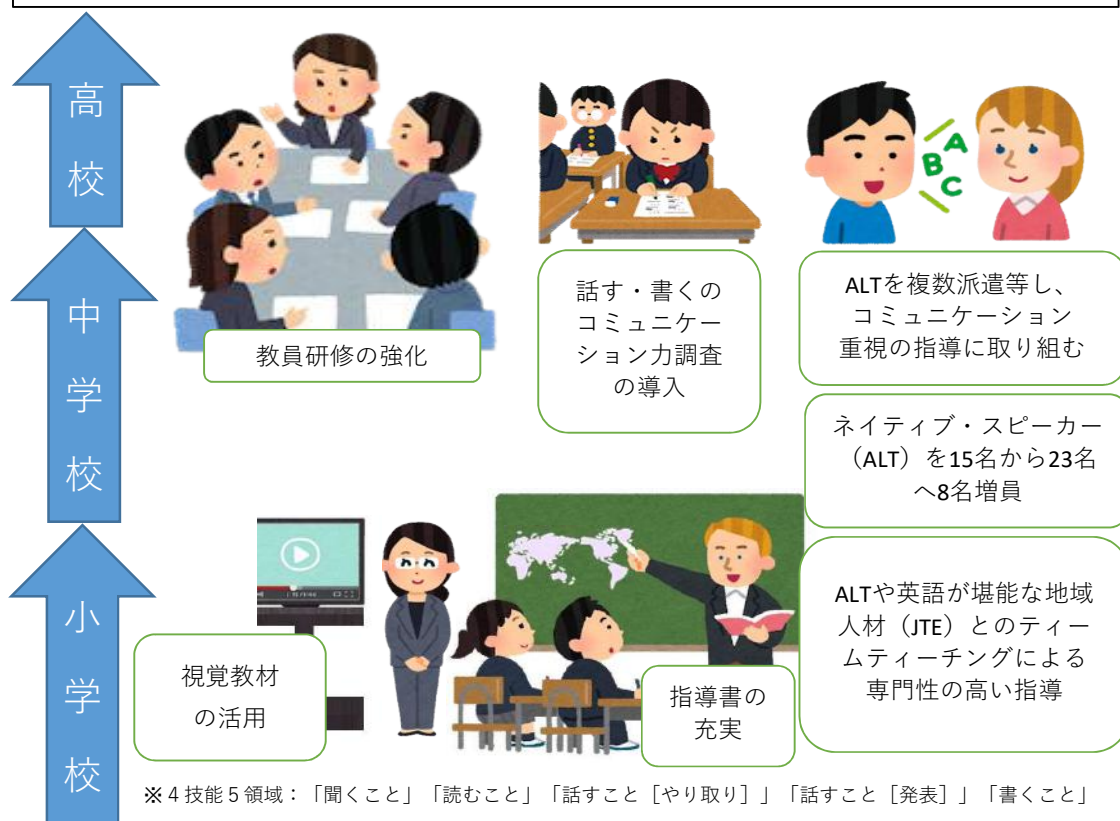 高校
教員研修の強化
話す・書くの
コミュニケー
ション力調査
の導入
ALTを複数派遣等し、
コミュニケーション
重視の指導に取り組む
A
B
C
中学校
ネイティブ・スピーカー
（ALT）を15名から23名
へ8名増員
小学校
視覚教材
の活用
指導書の
充実
ALTや英語が堪能な地域
人材（JTE）とのティー
ムティーチングによる
専門性の高い指導
※４技能５領域：「聞くこと」「読むこと」「話すこと［やり取り］」「話すこと［発表］」「書くこと」